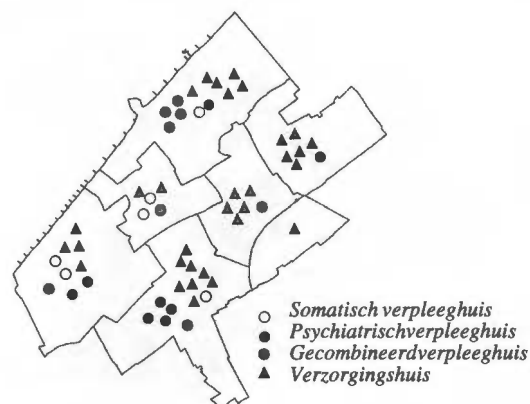 Somatisch verpleeghuis
Psychiatrischverpleeghuis
Gecombineerdverpleeghuis
Verzorgingshuis